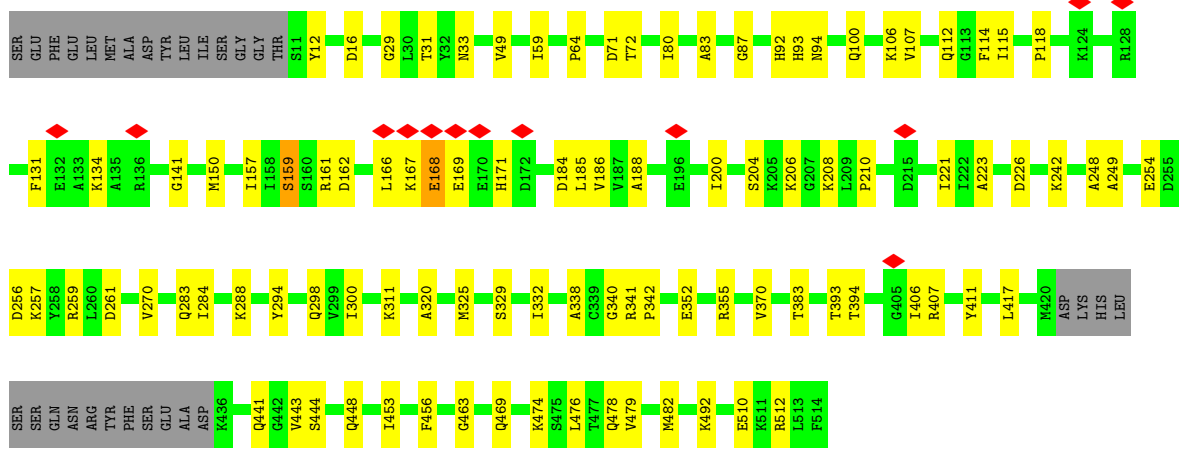 SER GLU PHE GLU LEU MET ALA ASP TYR LEU ILE SER GLY GLY THR S11 Y12 D16 G29 L30 T31 Y32 N33 V49 I59 P64 D71 T72 I80 A83 G87 H92 H93 N94 Q100 K106 V107 Q112 G113 F114 I115 P118 K124 R128
F131 E132 A133 K134 A135 R136 G141 M150 I157 I158 S159 S160 R161 D162 L166 K167 E168 E169 E170 H171 D172 D184 L185 V186 V187 A188 E196 I200 S204 K205 K206 G207 K208 L209 P210 D215 I221 I222 A223 D226 K242 A248 A249 E254 D255
D256 K257 Y258 R259 L260 D261 V270 Q283 I284 K288 Y294 Q298 V299 I300 K311 A320 M325 S329 I332 A338 C339 G340 R341 P342 E352 R355 V370 T383 T393 T394 G405 I406 R407 Y411 L417 M420 ASP LYS HIS LEU
SER SER GLN ASN ARG TYR PHE SER GLU ALA ASP K436 Q441 G442 V443 S444 Q448 I453 F456 G463 Q469 K474 S475 L476 T477 Q478 V479 M482 K492 E510 K511 R512 L513 F514